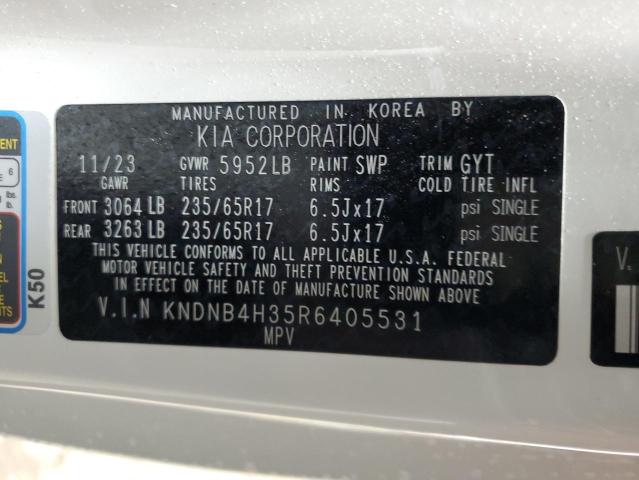 MANUFACTURED IN KOREA BY
KIA CORPORATION
11/23 GVWR 5952LB PAINT SWP TRIM GYT
GAWR TIRES RIMS COLD TIRE INFL
FRONT 3064 LB 235/65R17 6.5Jx17 psi SINGLE
REAR 3263 LB 235/65R17 6.5Jx17 psi SINGLE
THIS VEHICLE CONFORMS TO ALL APPLICABLE U.S.A. FEDERAL
MOTOR VEHICLE SAFETY AND THEFT PREVENTION STANDARDS
IN EFFECT ON THE DATE OF MANUFACTURE SHOWN ABOVE
V.I.N KNDNB4H35R6405531
MPV
K50
6
lbs.
lb.
V.